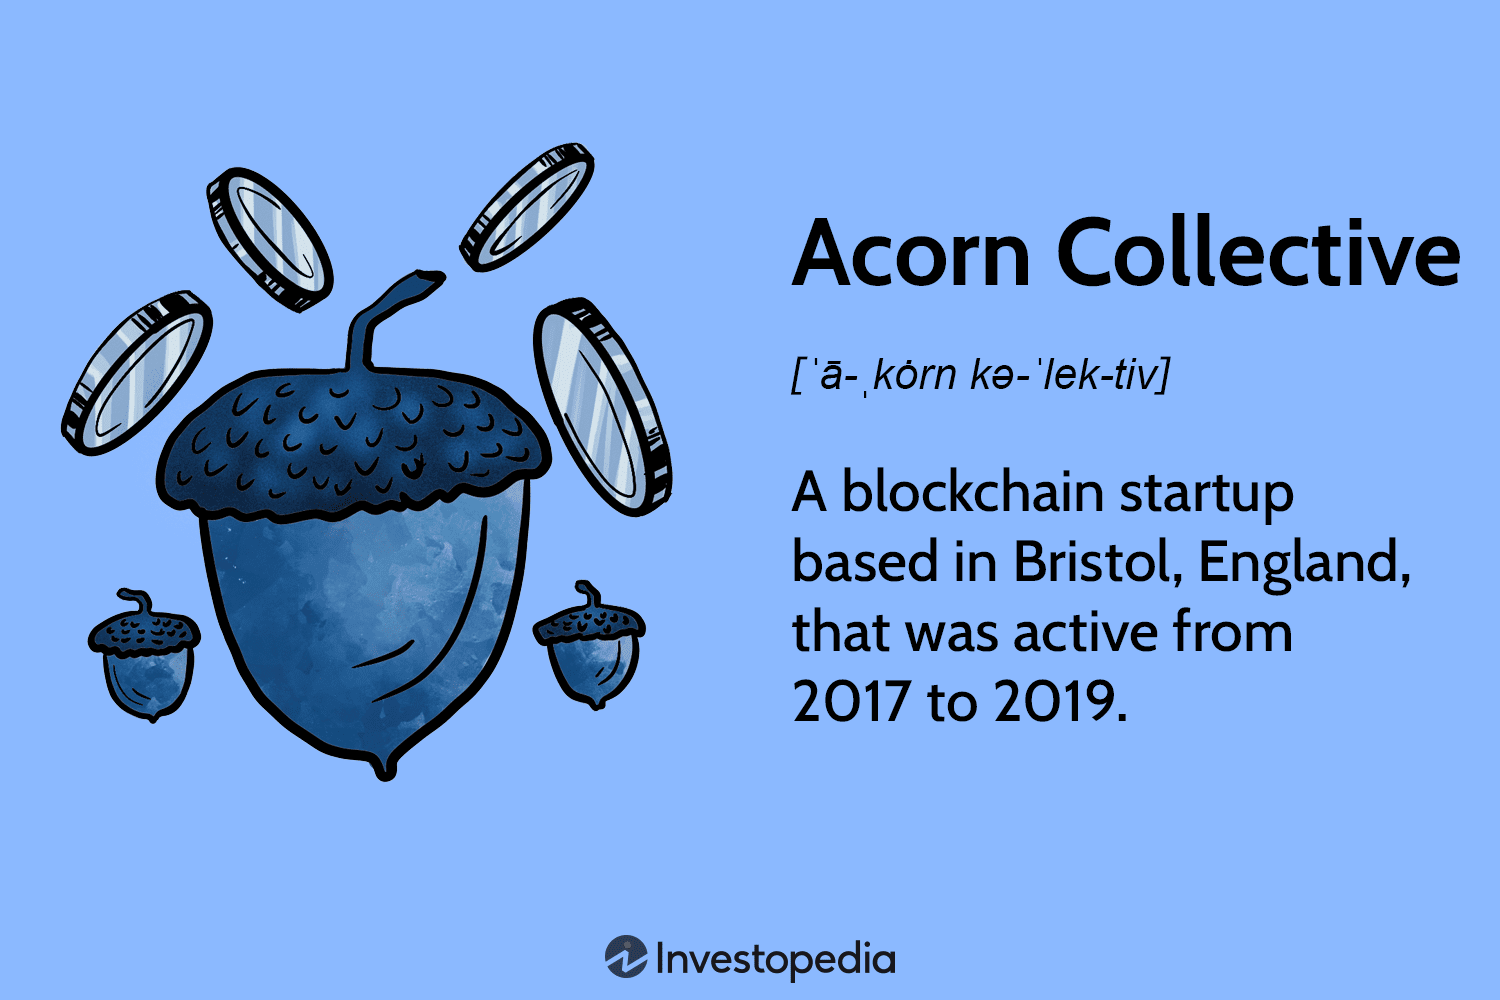 Acorn Collective
[ˈā-ˌkȯrn kə-ˈlek-tiv]
A blockchain startup
based in Bristol, England,
that was active from
2017 to 2019.
Investopedia